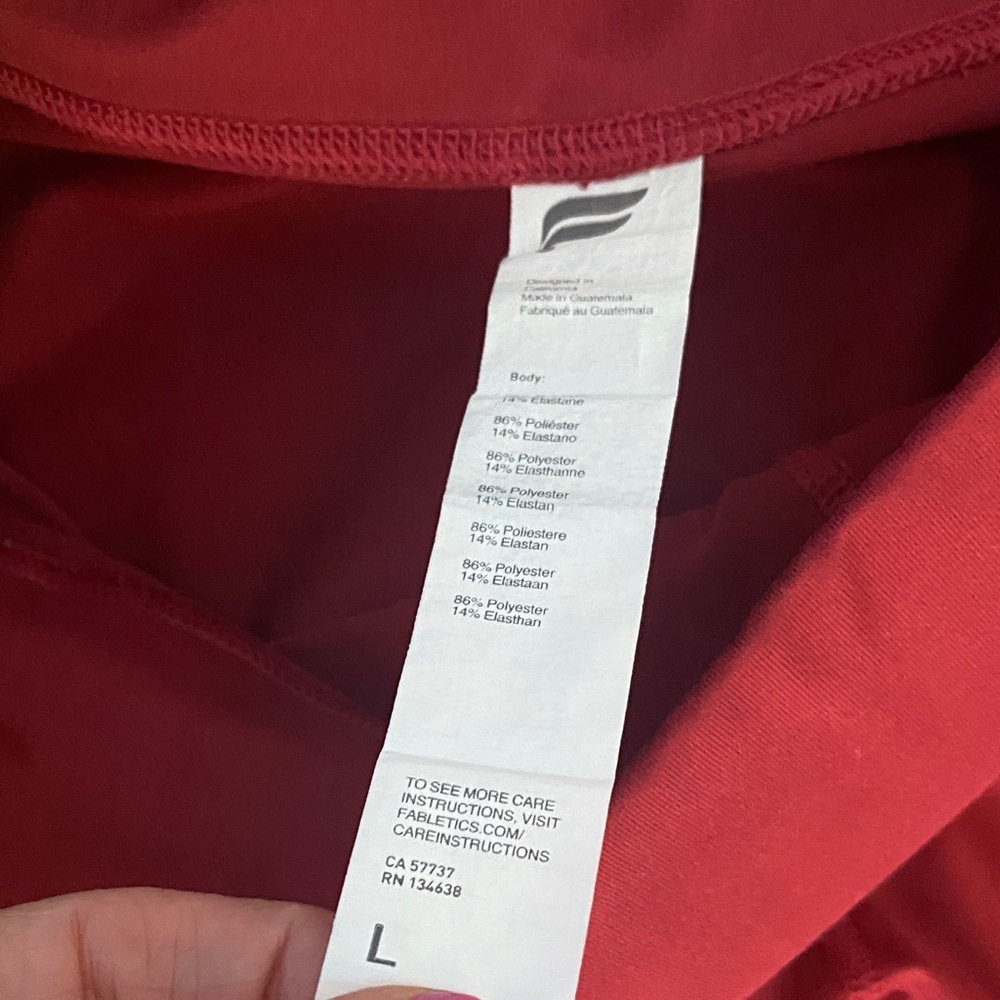 Designed in
California
Made in Guatemala
Fabriqué au Guatemala
Body:
14% Elastane
86% Poliéster
14% Elastano
86% Polyester
14% Elasthanne
86% Polyester
14% Elastan
86% Poliestere
14% Elastan
86% Polyester
14% Elastaan
86% Polyester
14% Elasthan
TO SEE MORE CARE
INSTRUCTIONS, VISIT
FABLETICS.COM/
CAREINSTRUCTIONS
CA 57737
RN 134638
L